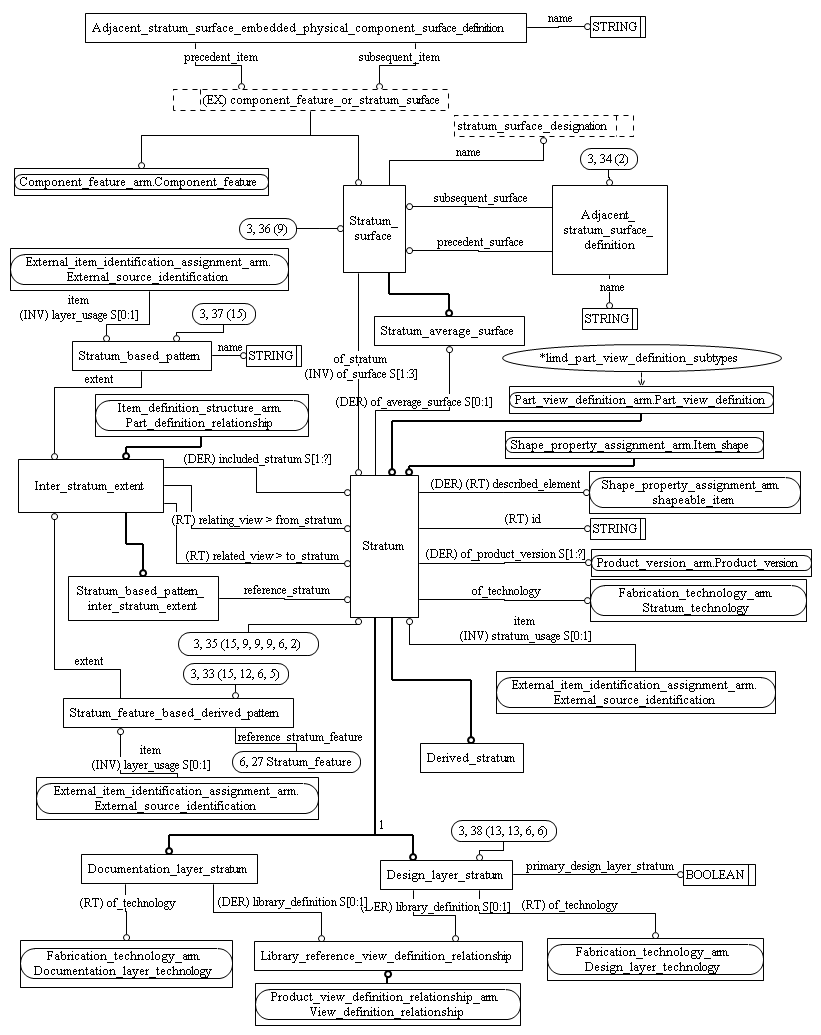 Adjacent_stratum_surface_embedded_physical_component_surface_definition
name
STRING
precedent_item
subsequent_item
(EX) component_feature_or_stratum_surface
stratum_surface_designation
name
3, 34 (2)
Component_feature_arm.Component_feature
Stratum_
surface
subsequent_surface
precedent_surface
Adjacent_
stratum_surface_
definition
name
STRING
3, 36 (9)
External_item_identification_assignment_arm.
External_source_identification
item
(INV) layer_usage S[0:1]
3, 37 (15)
Stratum_based_pattern
name
STRING
Stratum_average_surface
of_stratum
(INV) of_surface S[1:3]
(DER) of_average_surface S[0:1]
*limd_part_view_definition_subtypes
Part_view_definition_arm.Part_view_definition
Shape_property_assignment_arm.Item_shape
extent
Item_definition_structure_arm.
Part_definition_relationship
Inter_stratum_extent
(DER) included_stratum S[1:?]
(RT) relating_view > from_stratum
(RT) related_view > to_stratum
Stratum
(DER) (RT) described_element
Shape_property_assignment_arm.
shapeable_item
(RT) id
STRING
(DER) of_product_version S[1:?]
Product_version_arm.Product_version
of_technology
Fabrication_technology_arm.
Stratum_technology
Stratum_based_pattern_
inter_stratum_extent
reference_stratum
item
(INV) stratum_usage S[0:1]
External_item_identification_assignment_arm.
External_source_identification
3, 35 (15, 9, 9, 9, 6, 2)
extent
3, 33 (15, 12, 6, 5)
Stratum_feature_based_derived_pattern
reference_stratum_feature
6, 27 Stratum_feature
item
(INV) layer_usage S[0:1]
External_item_identification_assignment_arm.
External_source_identification
Derived_stratum
1
3, 38 (13, 13, 6, 6)
Documentation_layer_stratum
Design_layer_stratum
primary_design_layer_stratum
BOOLEAN
(RT) of_technology
(DER) library_definition S[0:1]
(DER) library_definition S[0:1]
(RT) of_technology
Fabrication_technology_arm.
Documentation_layer_technology
Library_reference_view_definition_relationship
Fabrication_technology_arm.
Design_layer_technology
Product_view_definition_relationship_arm.
View_definition_relationship